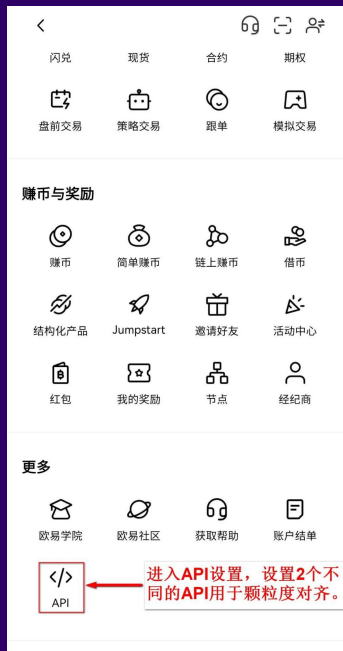 闪兑 现货 合约 期权
盘前交易 策略交易 跟单 模拟交易
赚币与奖励
赚币 简单赚币 链上赚币 借币
结构化产品 Jumpstart 邀请好友 活动中心
红包 我的奖励 节点 经纪商
更多
欧易学院 欧易社区 获取帮助 账户结单
API
进入API设置，设置2个不
同的API用于颗粒度对齐。